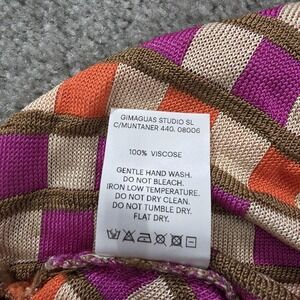 GIMAGUAS STUDIO SL
C/MUNTANER 440. 08006
100% VISCOSE
GENTLE HAND WASH.
DO NOT BLEACH.
IRON LOW TEMPERATURE.
DO NOT DRY CLEAN.
DO NOT TUMBLE DRY.
FLAT DRY.